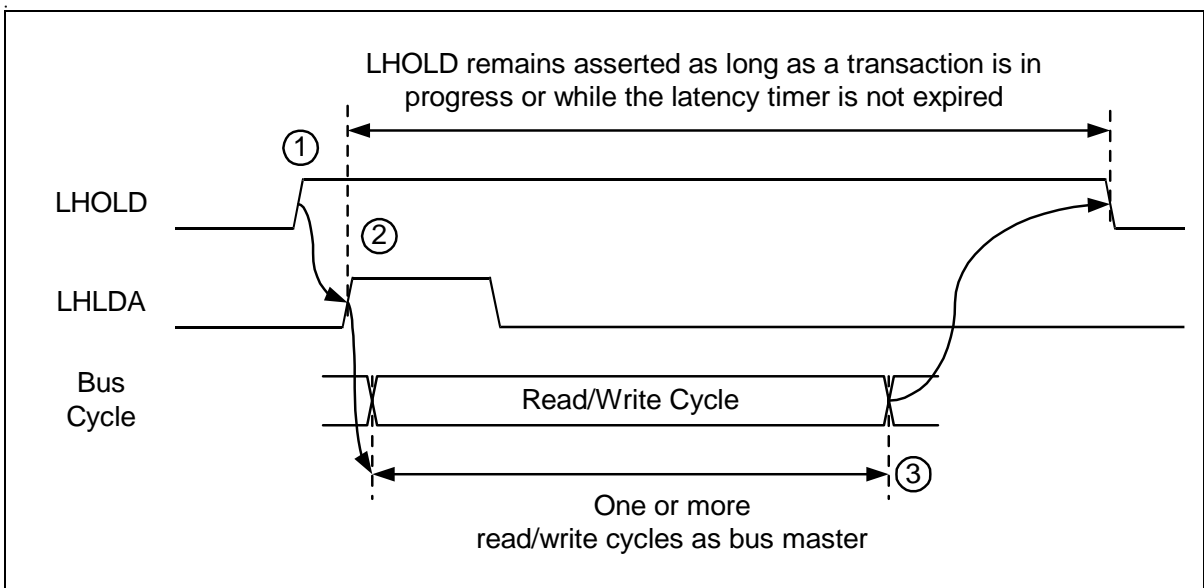 LHOLD remains asserted as long as a transaction is in
progress or while the latency timer is not expired
1
LHOLD
2
LHLDA
Bus
Cycle
Read/Write Cycle
3
One or more
read/write cycles as bus master